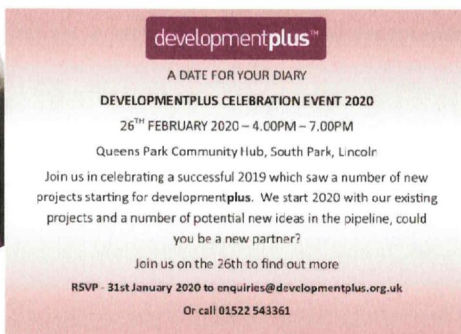 developmentplus™
A DATE FOR YOUR DIARY
DEVELOPMENTPLUS CELEBRATION EVENT 2020
26TH FEBRUARY 2020 – 4.00PM – 7.00PM
Queens Park Community Hub, South Park, Lincoln
Join us in celebrating a successful 2019 which saw a number of new
projects starting for developmentplus. We start 2020 with our existing
projects and a number of potential new ideas in the pipeline, could
you be a new partner?
Join us on the 26th to find out more
RSVP - 31st January 2020 to enquiries@developmentplus.org.uk
Or call 01522 543361